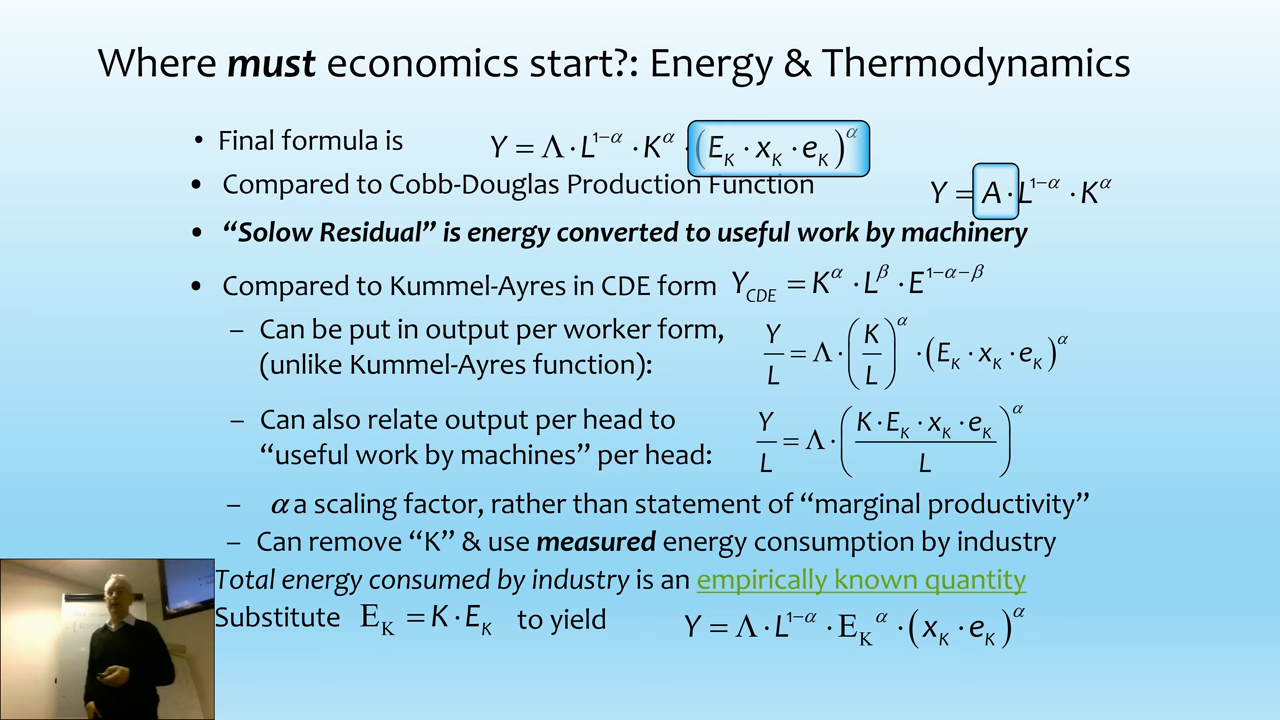 Where must economics start?: Energy & Thermodynamics
• Final formula is Y = Λ · L^{1−α} · K^α · (E_K · x_K · e_K)^α
• Compared to Cobb-Douglas Production Function Y = A · L^{1−α} · K^α
• “Solow Residual” is energy converted to useful work by machinery
• Compared to Kummel-Ayres in CDE form Y_{CDE} = K^α · L^β · E^{1−α−β}
– Can be put in output per worker form,
(unlike Kummel-Ayres function): Y/L = Λ · (K/L)^α · (E_K · x_K · e_K)^α
– Can also relate output per head to
“useful work by machines” per head: Y/L = Λ · ((K · E_K · x_K · e_K)/L)^α
– α a scaling factor, rather than statement of “marginal productivity”
– Can remove “K” & use measured energy consumption by industry
Total energy consumed by industry is an empirically known quantity
Substitute Ε_Κ = K · E_K to yield Y = Λ · L^{1−α} · Ε_Κ^α · (x_K · e_K)^α